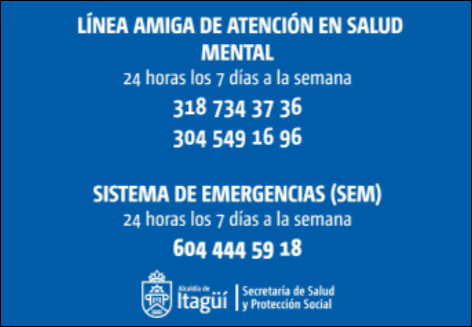 LÍNEA AMIGA DE ATENCIÓN EN SALUD
MENTAL
24 horas los 7 días a la semana
318 734 37 36
304 549 16 96
SISTEMA DE EMERGENCIAS (SEM)
24 horas los 7 días a la semana
604 444 59 18
Alcaldía de
Itagüí
Secretaría de Salud
y Protección Social